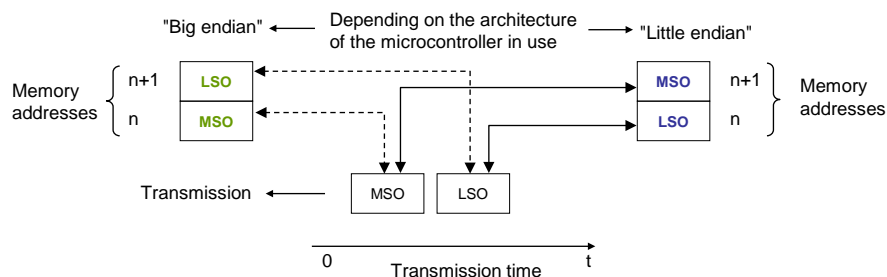 "Big endian"
Depending on the architecture
of the microcontroller in use
"Little endian"
Memory
addresses
n+1
LSO
n
MSO
MSO
n+1
LSO
n
Memory
addresses
Transmission
MSO
LSO
0
t
Transmission time